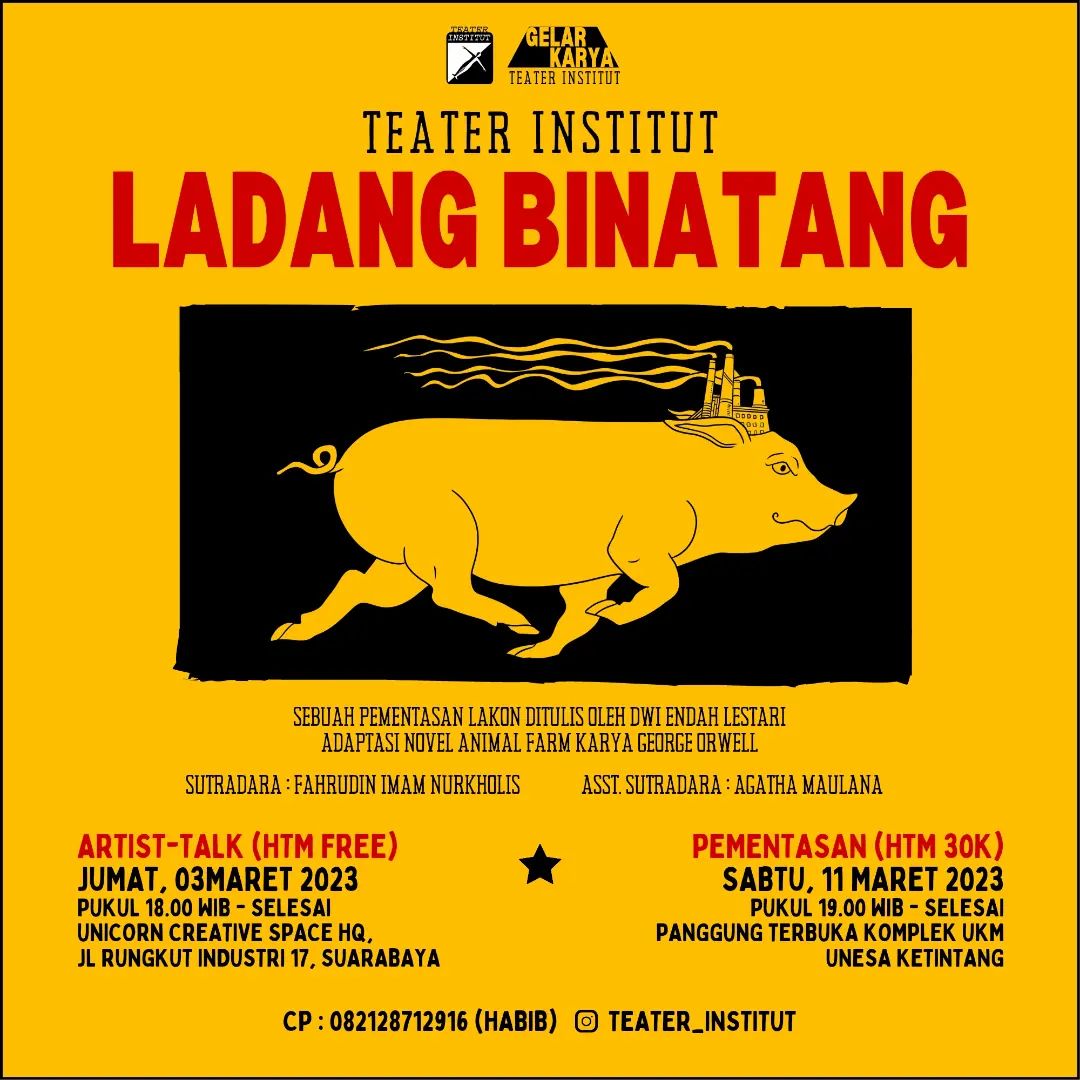 TEATER
INSTITUT
GELAR
KARYA
TEATER INSTITUT
TEATER INSTITUT
LADANG BINATANG
SEBUAH PEMENTASAN LAKON DITULIS OLEH DWI ENDAH LESTARI
ADAPTASI NOVEL ANIMAL FARM KARYA GEORGE ORWELL
SUTRADARA : FAHRUDIN IMAM NURKHOLIS
ASST. SUTRADARA : AGATHA MAULANA
ARTIST-TALK (HTM FREE)
JUMAT, 03MARET 2023
PUKUL 18.00 WIB - SELESAI
UNICORN CREATIVE SPACE HQ,
JL RUNGKUT INDUSTRI 17, SUARABAYA
PEMENTASAN (HTM 30K)
SABTU, 11 MARET 2023
PUKUL 19.00 WIB - SELESAI
PANGGUNG TERBUKA KOMPLEK UKM
UNESA KETINTANG
CP : 082128712916 (HABIB) TEATER_INSTITUT